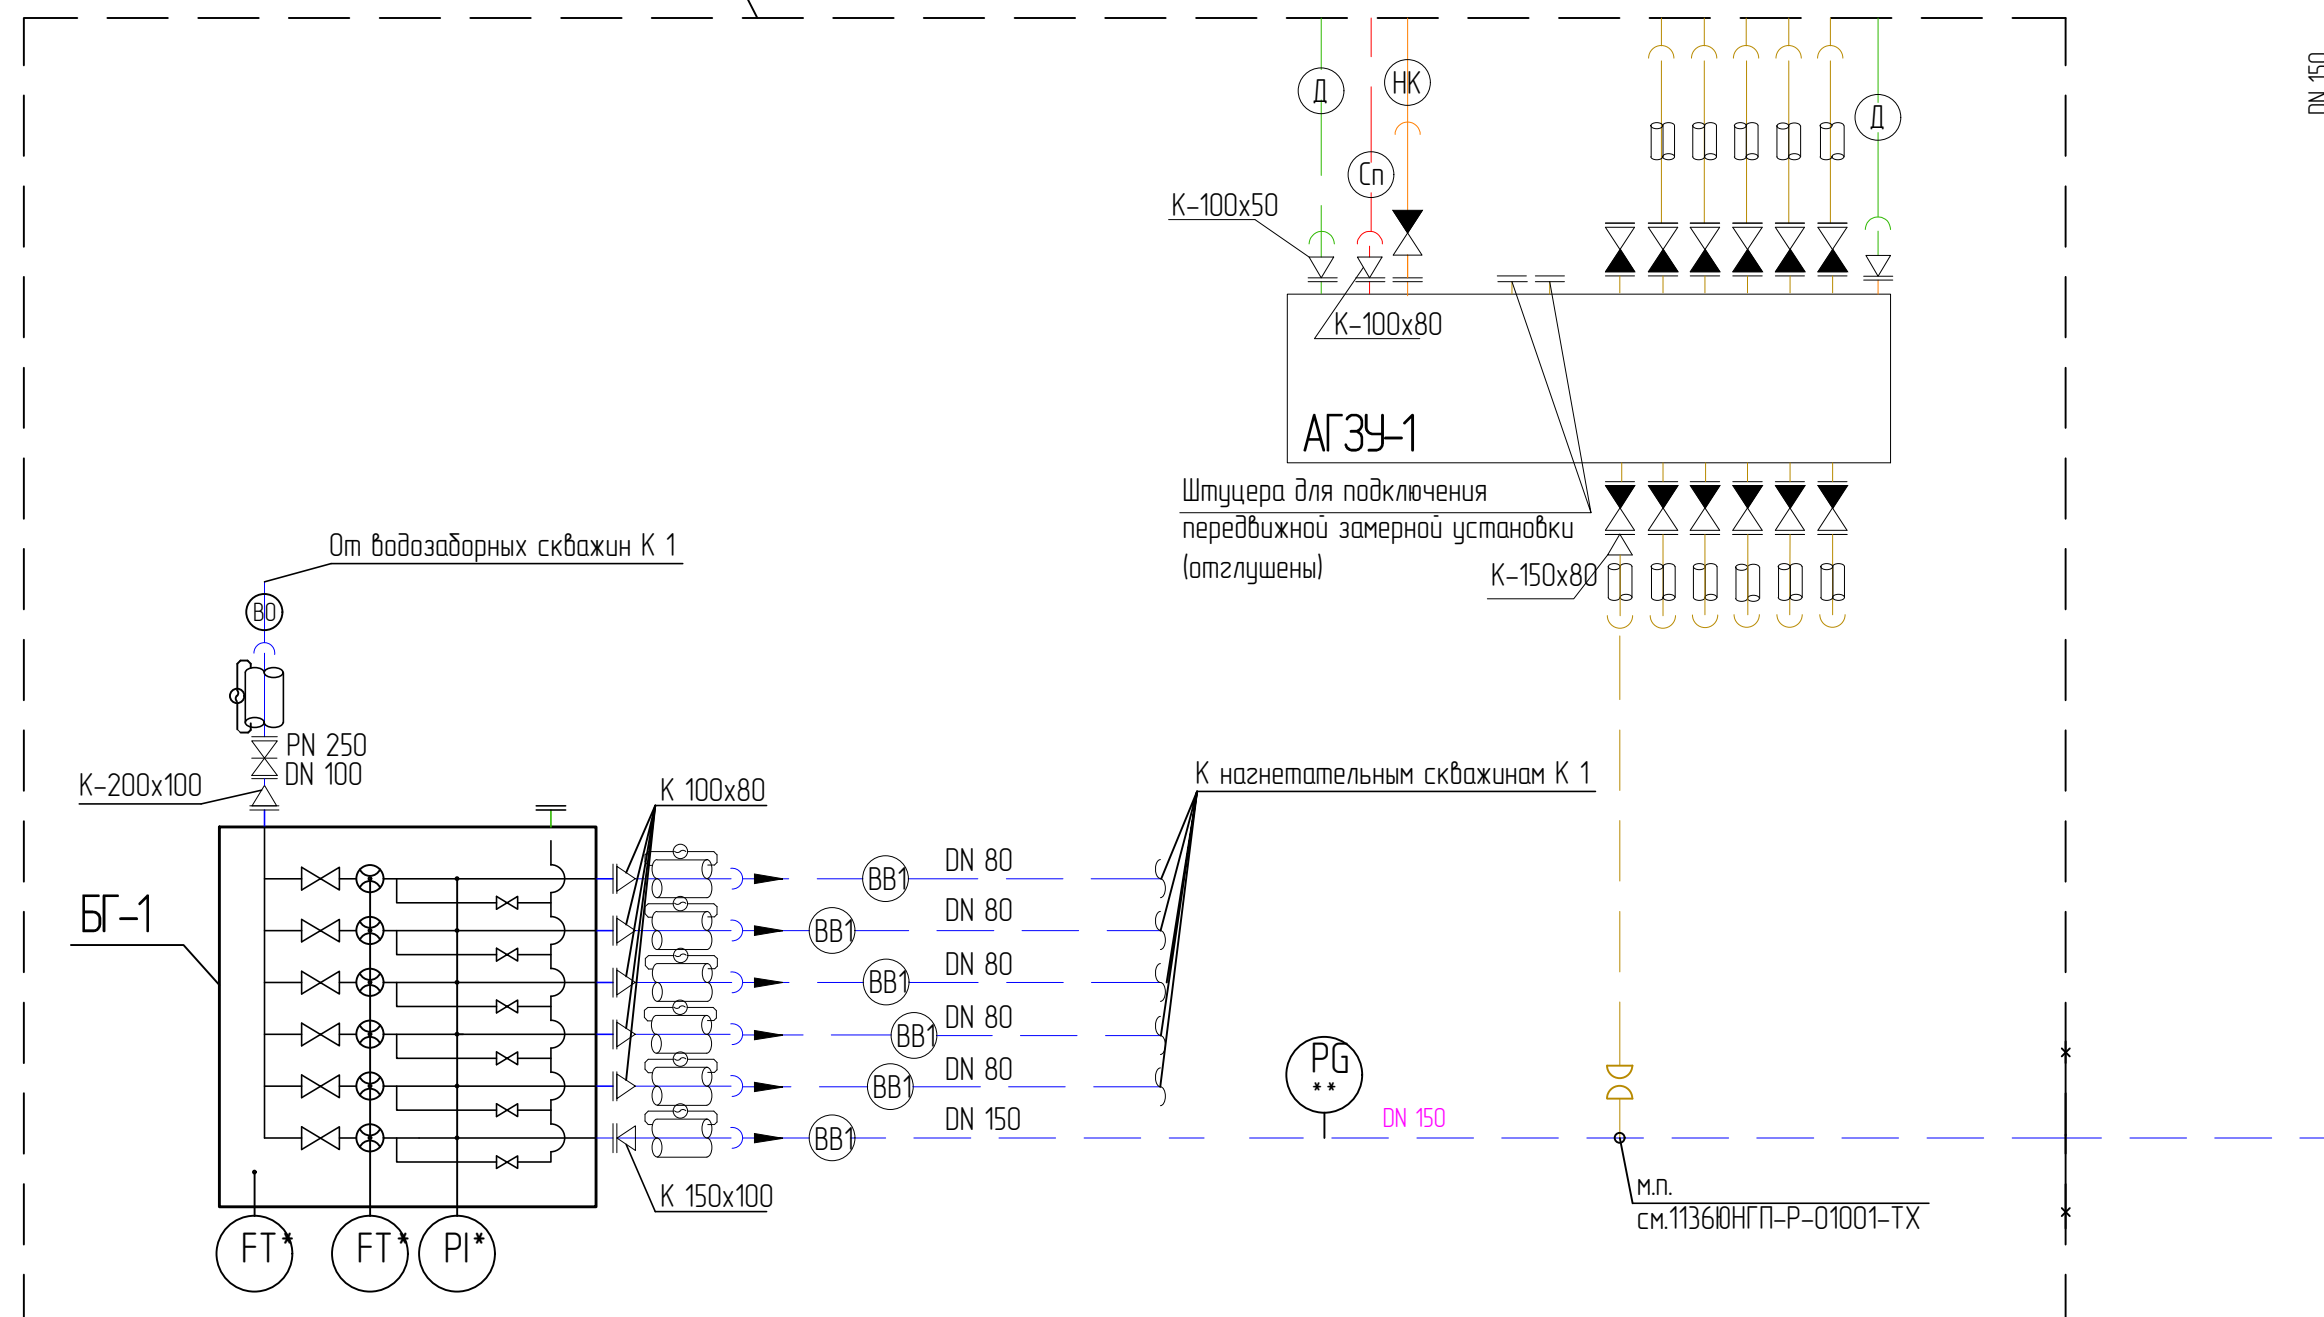 DN 150
Д
НК
Д
Сп
К-100х50
К-100х80
АГЗУ-1
Штуцера для подключения
передвижной замерной установки
(отглушены)
К-150х80
От водозаборных скважин К 1
В0
PN 250
DN 100
К-200х100
К 100х80
К нагнетательным скважинам К 1
БГ-1
ВВ1
DN 80
ВВ1
DN 80
ВВ1
DN 80
ВВ1
DN 80
ВВ1
DN 80
ВВ1
DN 150
PG
**
DN 150
К 150х100
м.п.
см.1136ЮНГП-Р-01001-ТХ
FT*
FT*
PI*